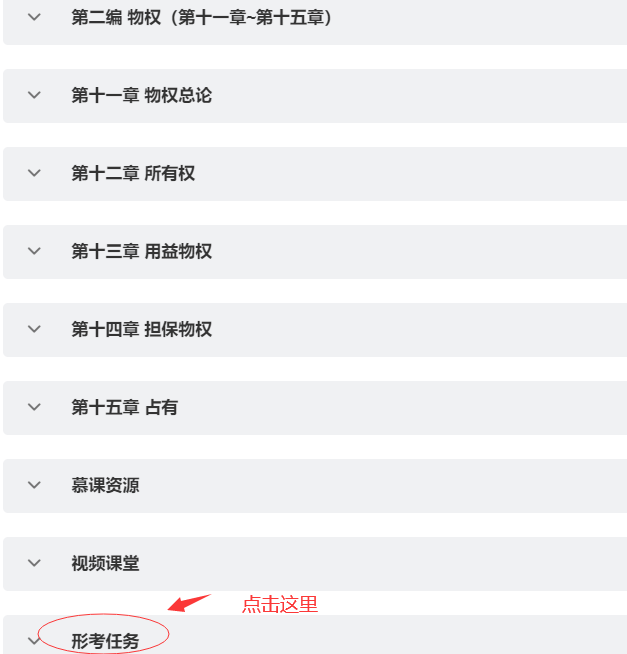 第二编 物权（第十一章~第十五章）
第十一章 物权总论
第十二章 所有权
第十三章 用益物权
第十四章 担保物权
第十五章 占有
慕课资源
视频课堂
点击这里
形考任务